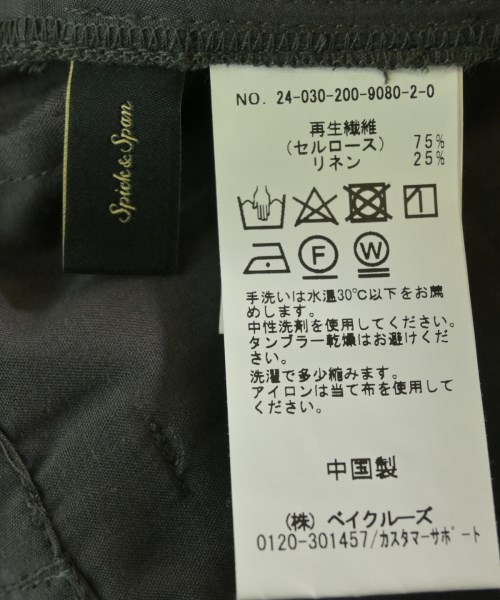 Spick & Span
NO. 24-030-200-9080-2-0
再生繊維
(セルロース) 75%
リネン 25%
F
W
手洗いは水温30℃以下をお薦
めします。
中性洗剤を使用してください。
タンブラー乾燥はお避けくだ
さい。
洗濯で多少縮みます。
アイロンは当て布を使用して
ください。
中国製
(株) ベイクルーズ
0120-301457/カスタマーサポート